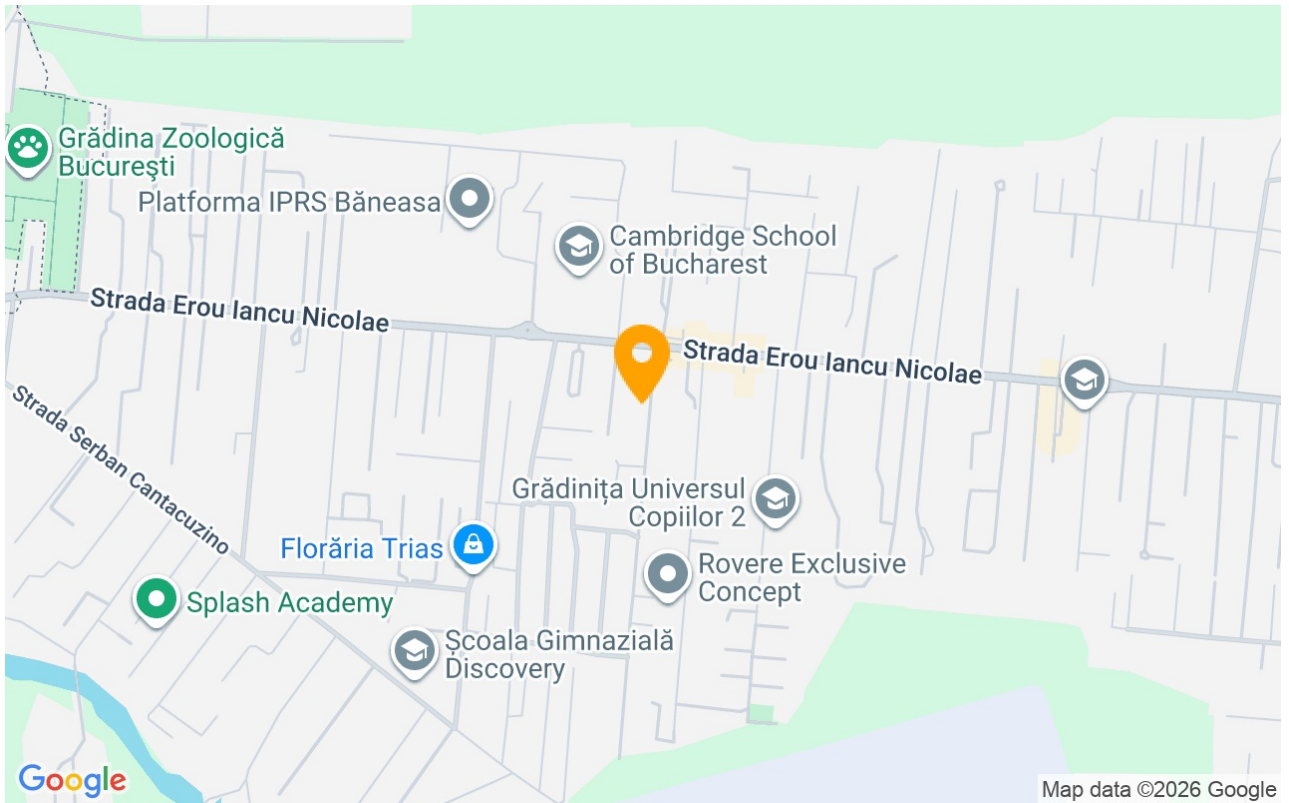 Grădina Zoologică
București
Platforma IPRS Băneasa
Cambridge School
of Bucharest
Strada Erou Iancu Nicolae
Strada Erou Iancu Nicolae
Strada Serban Cantacuzino
Grădinița Universul
Copiilor 2
Florăria Trias
Rovere Exclusive
Concept
Splash Academy
Școala Gimnazială
Discovery
Google
Map data ©2026 Google